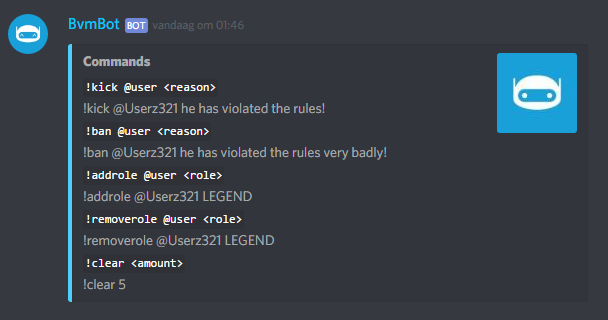 BvmBot BOT vandaag om 01:46
Commands
!kick @user <reason>
!kick @Userz321 he has violated the rules!
!ban @user <reason>
!ban @Userz321 he has violated the rules very badly!
!addrole @user <role>
!addrole @Userz321 LEGEND
!removerole @user <role>
!removerole @Userz321 LEGEND
!clear <amount>
!clear 5